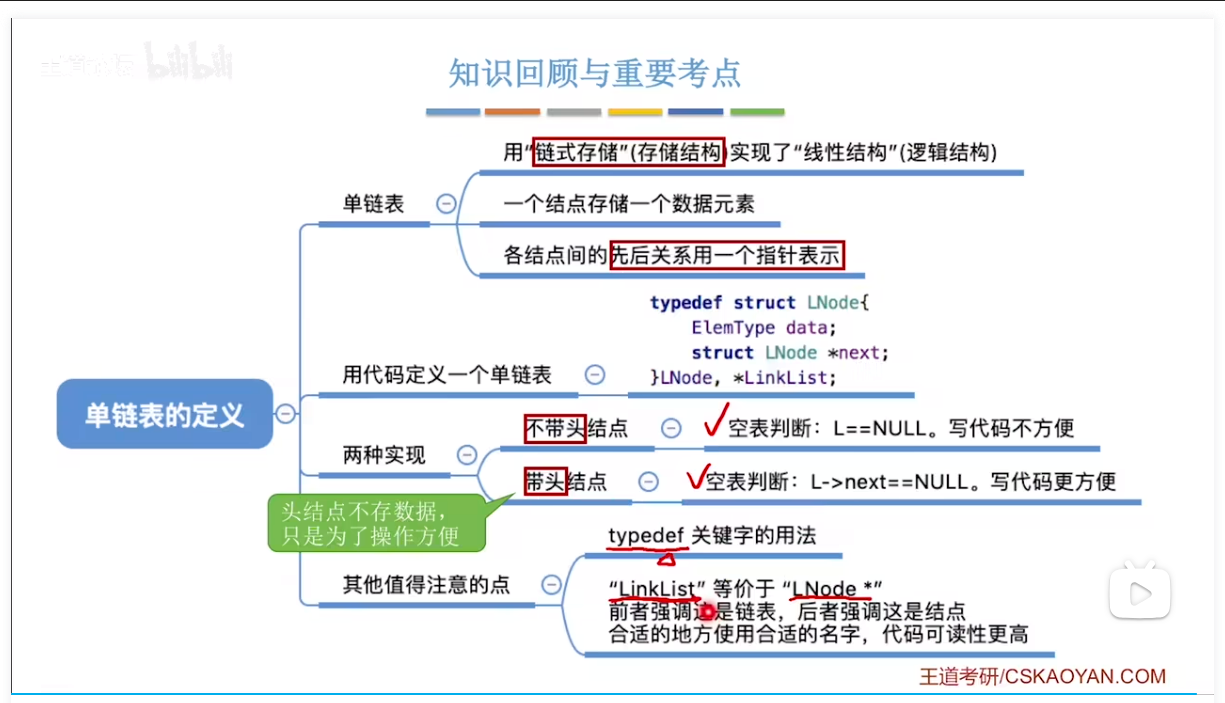 知识回顾与重要考点
用“链式存储”(存储结构)实现了“线性结构”(逻辑结构)
单链表
一个结点存储一个数据元素
各结点间的先后关系用一个指针表示
typedef struct LNode{
ElemType data;
struct LNode *next;
}LNode, *LinkList;
用代码定义一个单链表
单链表的定义
不带头结点
空表判断：L==NULL。写代码不方便
两种实现
带头结点
空表判断：L->next==NULL。写代码更方便
头结点不存数据，
只是为了操作方便
typedef 关键字的用法
其他值得注意的点
“LinkList” 等价于 “LNode *”
前者强调这是链表，后者强调这是结点
合适的地方使用合适的名字，代码可读性更高
王道考研/CSKAOYAN.COM